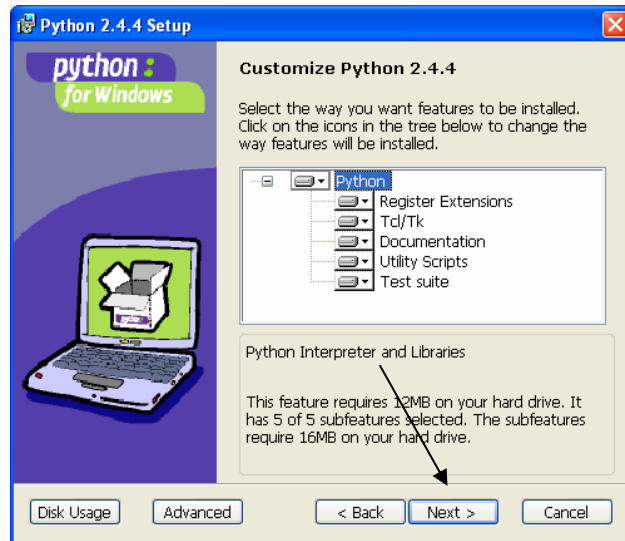 Python 2.4.4 Setup
python
for Windows
Customize Python 2.4.4
Select the way you want features to be installed.
Click on the icons in the tree below to change the
way features will be installed.
Python
Register Extensions
Tcl/Tk
Documentation
Utility Scripts
Test suite
Python Interpreter and Libraries
This feature requires 12MB on your hard drive. It
has 5 of 5 subfeatures selected. The subfeatures
require 16MB on your hard drive.
Disk Usage
Advanced
< Back
Next >
Cancel